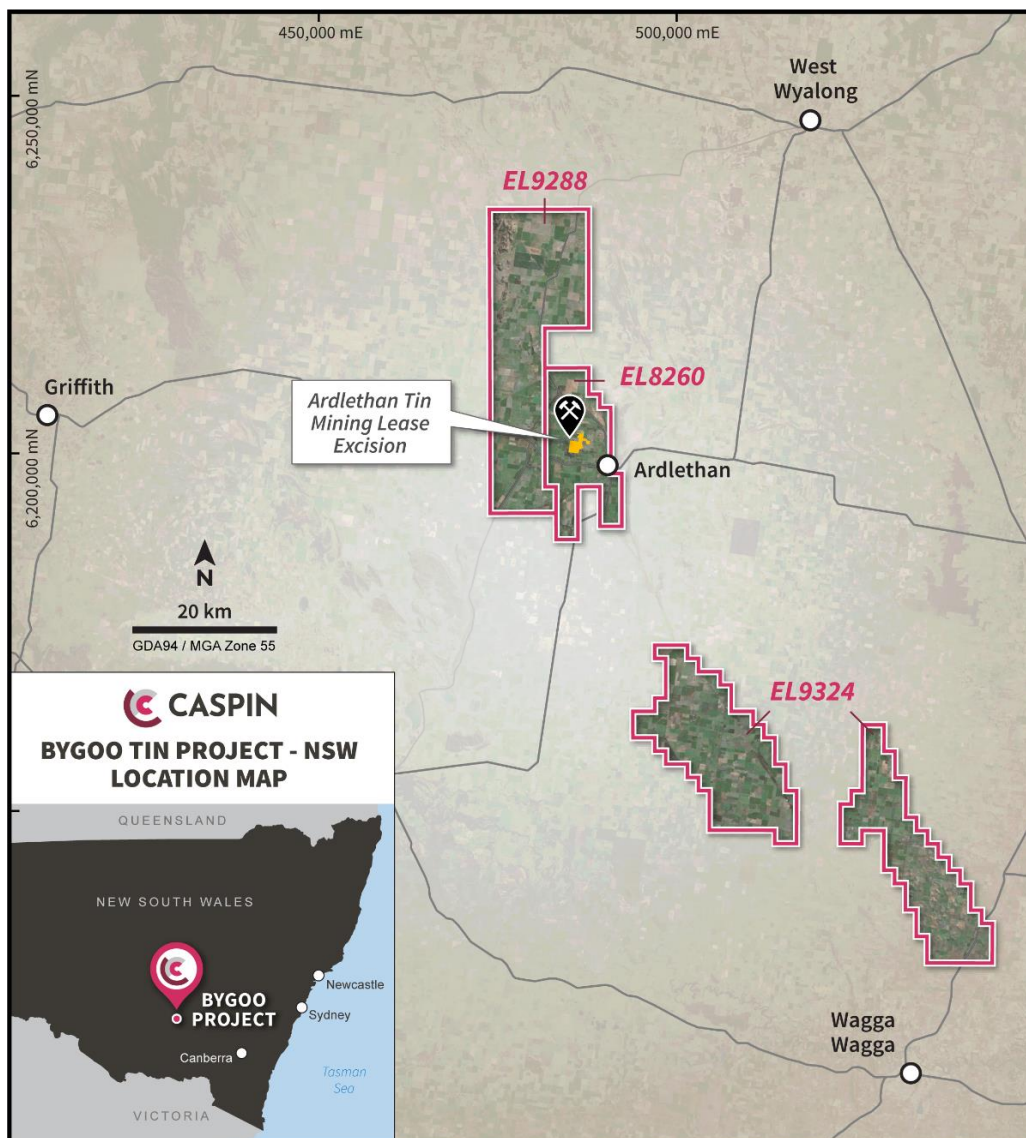 450,000 mE
500,000 mE
6,250,000 mN
West
Wyalong
EL9288
EL8260
Griffith
Ardlethan Tin
Mining Lease
Excision
Ardlethan
6,200,000 mN
N
20 km
GDA94 / MGA Zone 55
EL9324
CASPIN
BYGOO TIN PROJECT - NSW
LOCATION MAP
QUEENSLAND
NEW SOUTH WALES
Newcastle
BYGOO
PROJECT
Sydney
Canberra
Tasman
Sea
VICTORIA
Wagga
Wagga